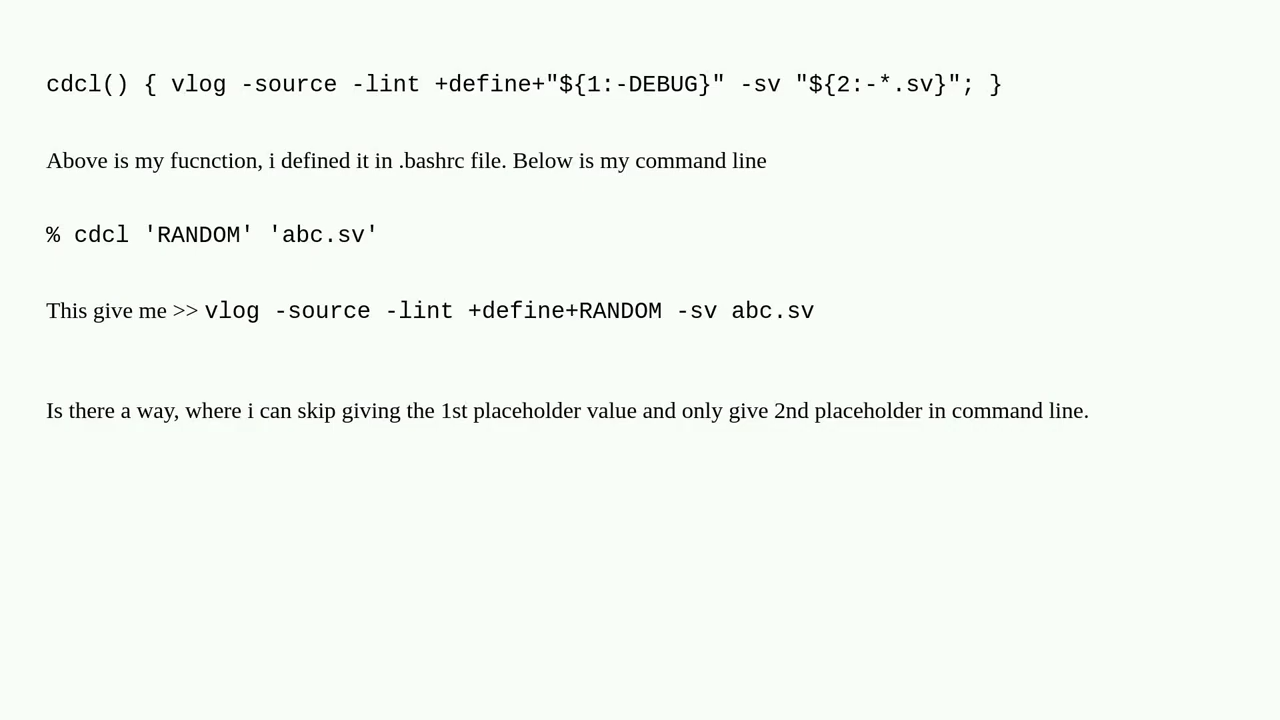 cdcl() { vlog -source -lint +define+"${1:-DEBUG}" -sv "${2:-*.sv}"; }
Above is my fucnction, i defined it in .bashrc file. Below is my command line
% cdcl 'RANDOM' 'abc.sv'
This give me >> vlog -source -lint +define+RANDOM -sv abc.sv
Is there a way, where i can skip giving the 1st placeholder value and only give 2nd placeholder in command line.